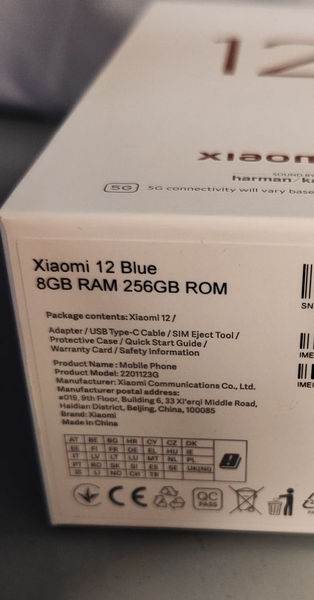 12
xiaom
SOUND BY
harman/ka
5G 5G connectivity will vary base
Xiaomi 12 Blue
8GB RAM 256GB ROM
SN
Package contents: Xiaomi 12 /
Adapter / USB Type-C Cable / SIM Eject Tool /
Protective Case / Quick Start Guide /
Warranty Card / Safety Information
IME
Product Name: Mobile Phone
Product Model: 2201123G
Manufacturer: Xiaomi Communications Co., Ltd.
Manufacturer postal address:
#019, 9th Floor, Building 6, 33 Xi'erqi Middle Road,
Haidian District, Beijing, China, 100085
IME
Brand: Xiaomi
Made in China
AT BE BG HR CY CZ DK
EE FI FR DE EL HU IE
IT LV LT LU MT NL PL
PT RO SK SI ES SE UK(NI)
IS LI NO CH TR
CE QC PASS